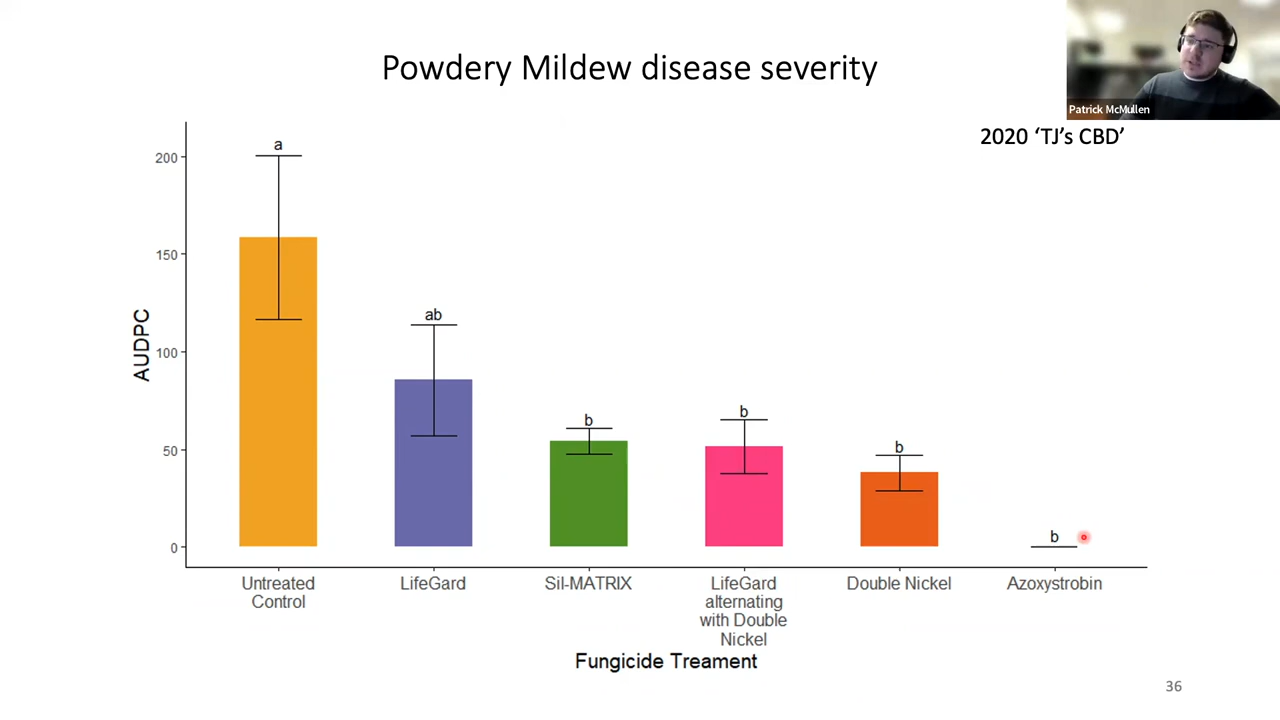 Powdery Mildew disease severity
Patrick McMullen
2020 ‘TJ’s CBD’
AUDPC
200
150
100
50
0
a
ab
b
b
b
b
Untreated
Control
LifeGard
Sil-MATRIX
LifeGard
alternating
with Double
Nickel
Double Nickel
Azoxystrobin
Fungicide Treament
36